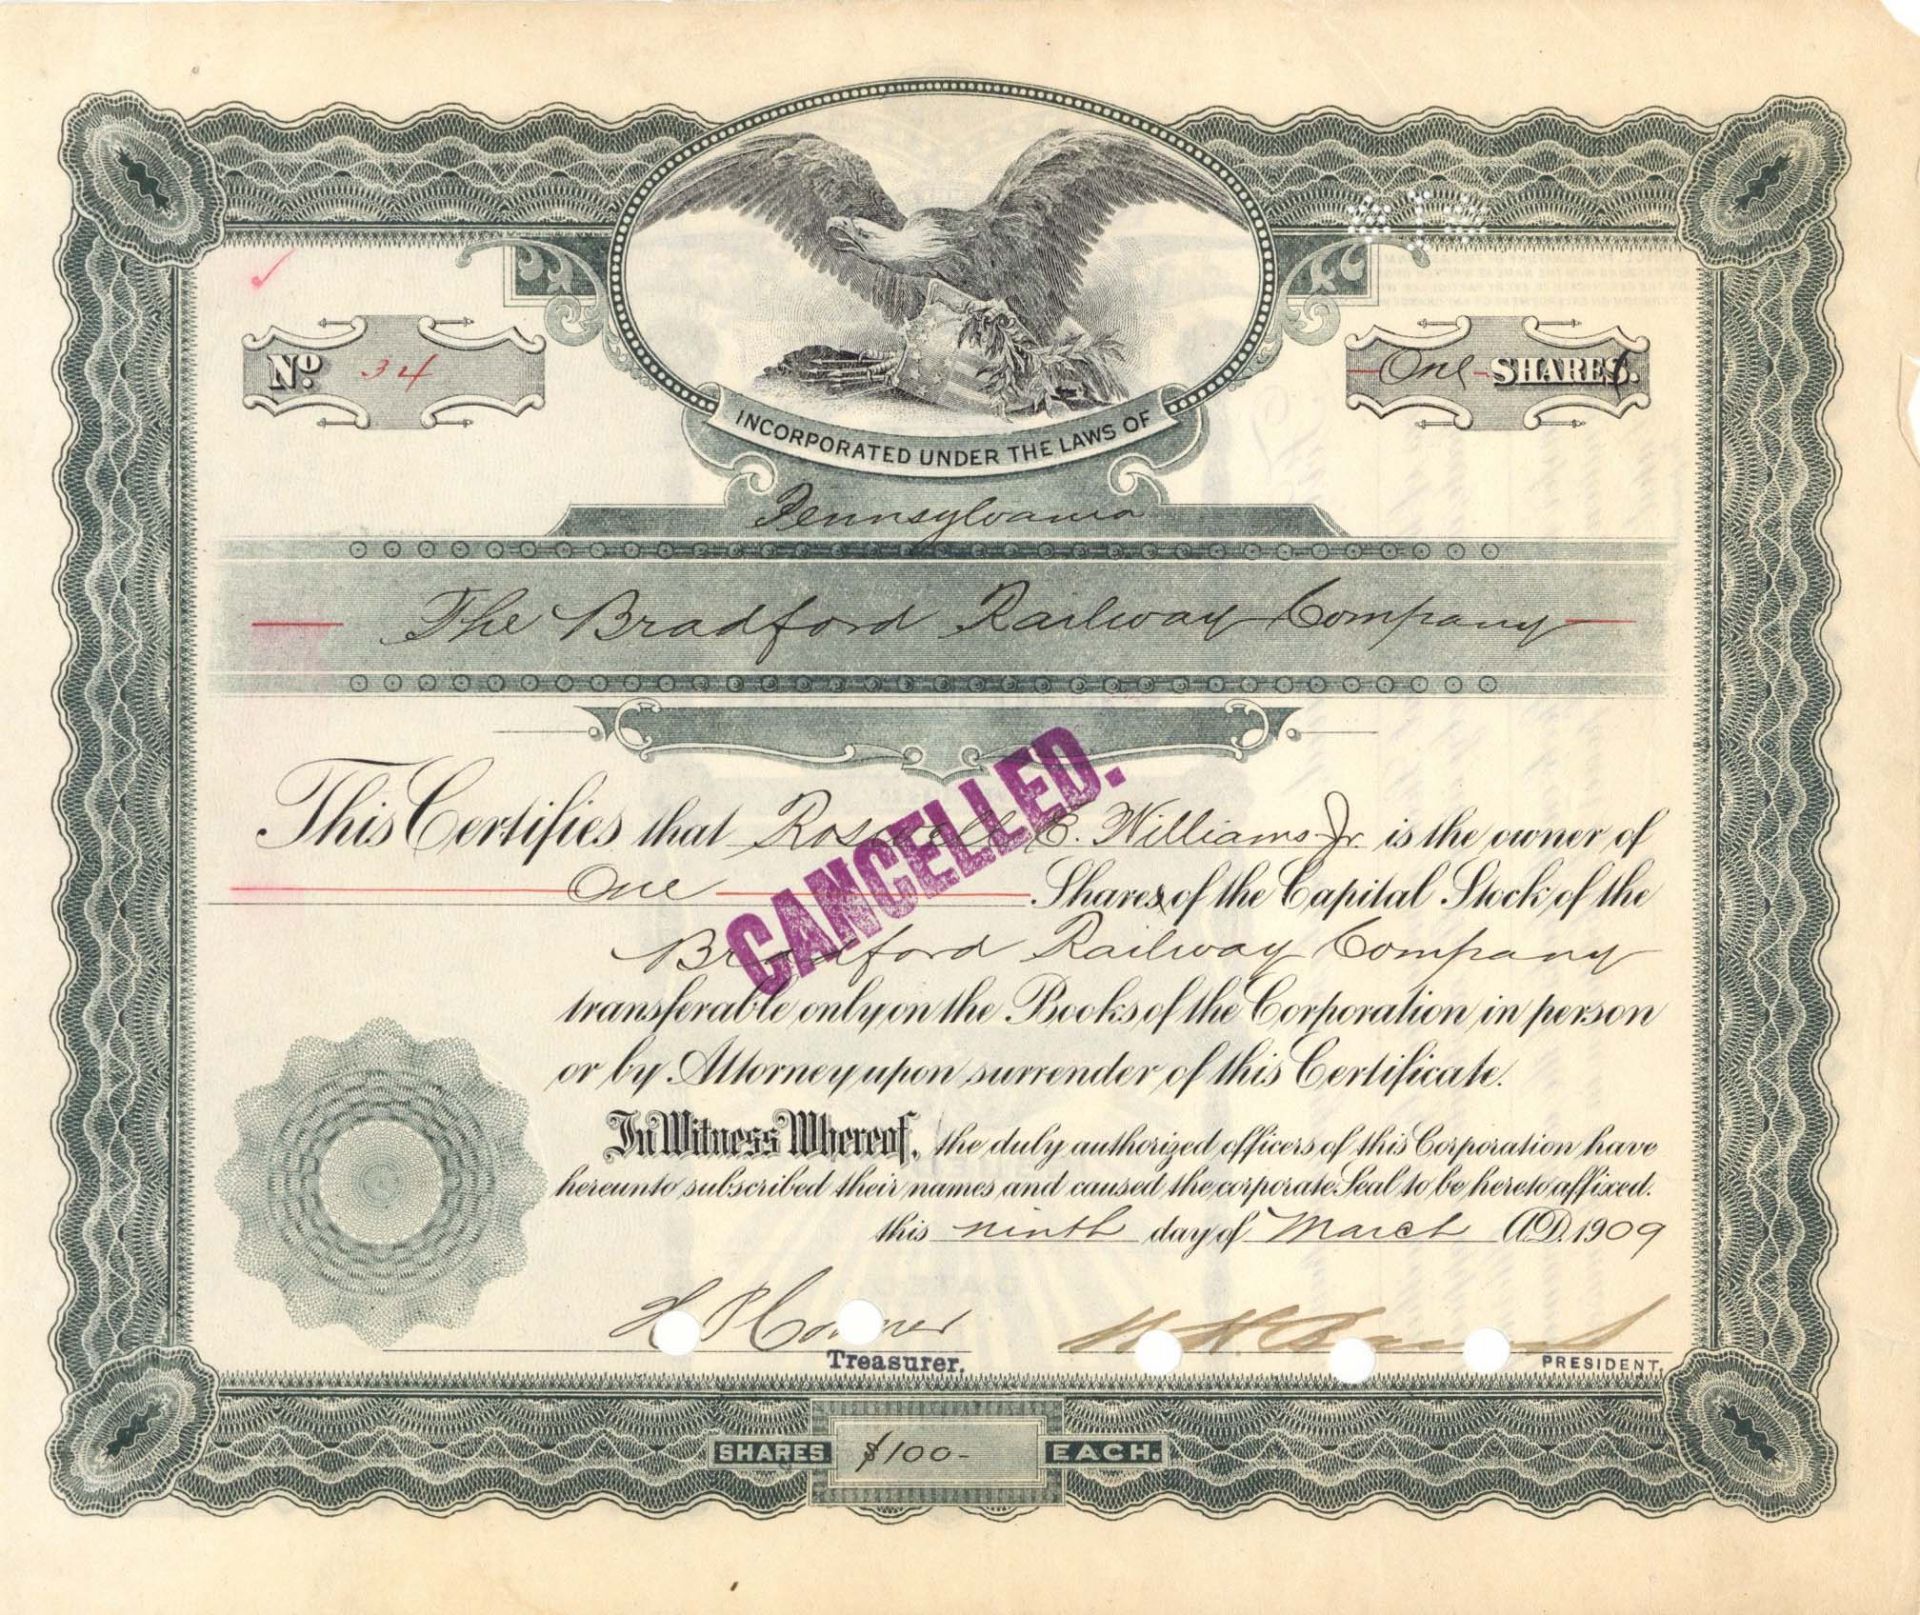 No. 34
One SHARES.
INCORPORATED UNDER THE LAWS OF
Pennsylvania
The Bradford Railway Company
This Certifies that Roswell C. Williams Jr. is the owner of
One Shares of the Capital Stock of the
Bradford Railway Company
transferable only on the Books of the Corporation in person
or by Attorney upon surrender of this Certificate.
CANCELLED.
In Witness Whereof, the duly authorized officers of this Corporation have
hereunto subscribed their names and caused the corporate Seal to be hereto affixed.
this ninth day of March A.D. 1909
Treasurer.
PRESIDENT.
SHARES $100- EACH.